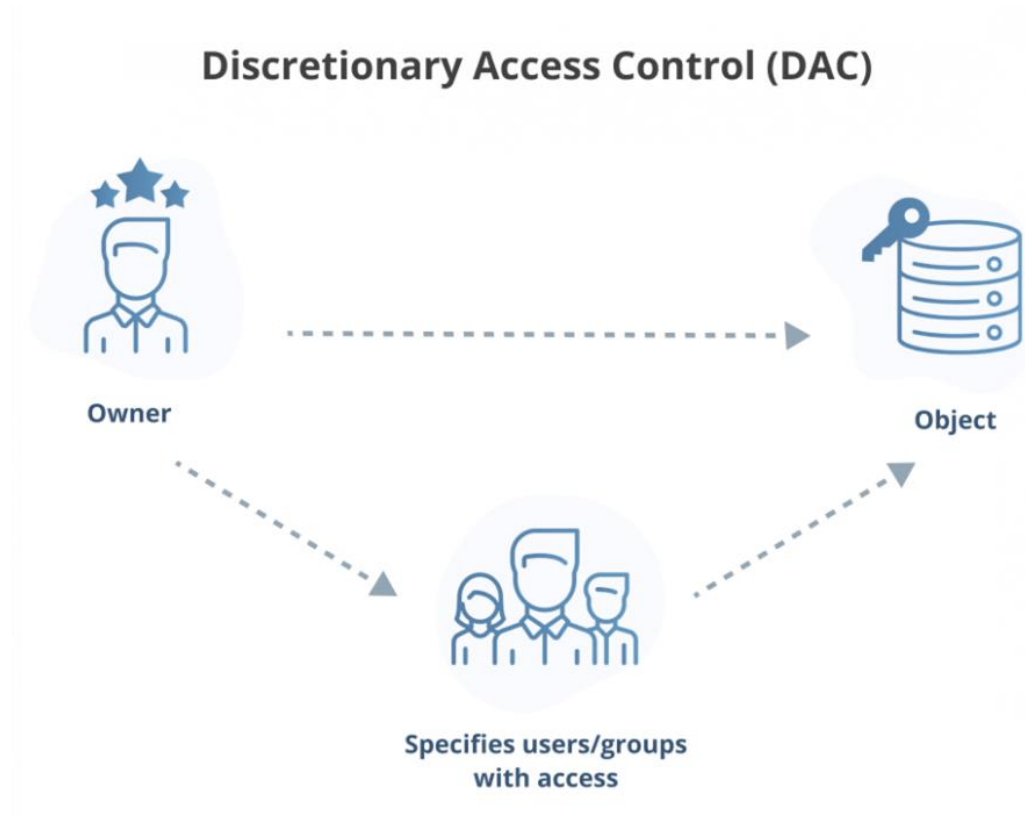 Discretionary Access Control (DAC)
Owner
Object
Specifies users/groups
with access